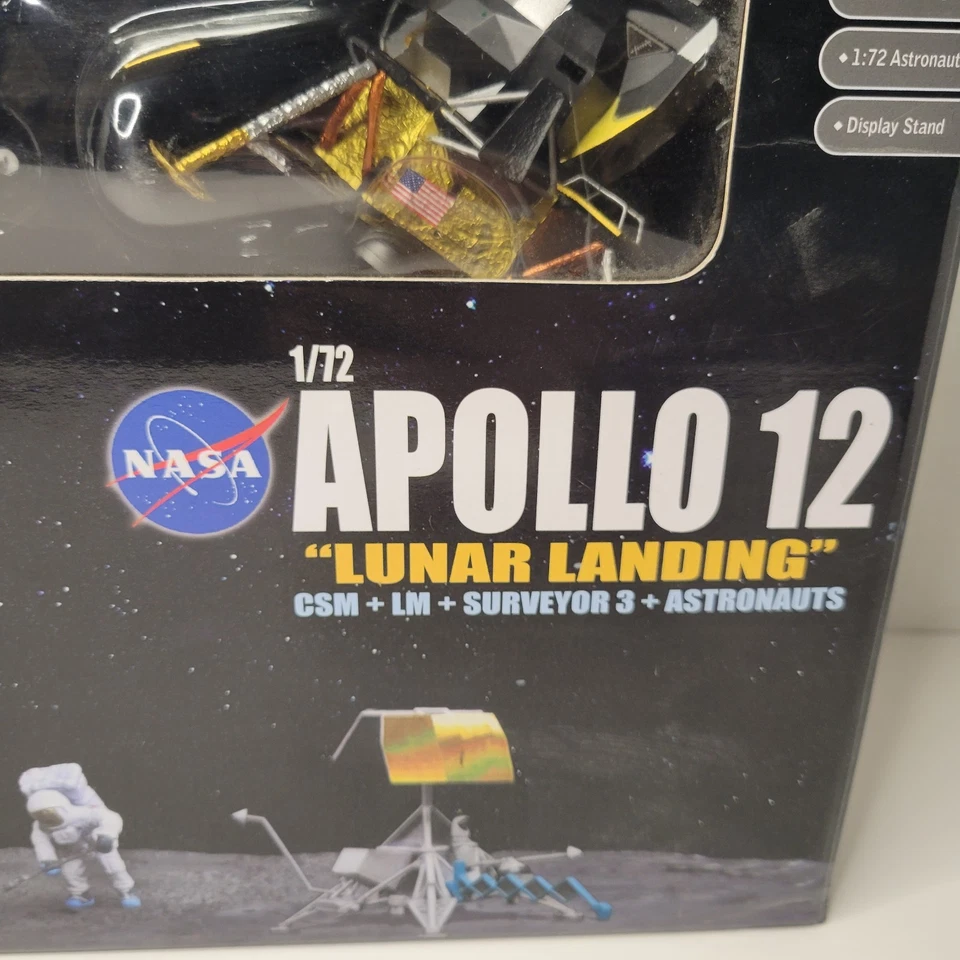 ◆ 1:72 Astronaut
◆ Display Stand
1/72
NASA
APOLLO 12
“LUNAR LANDING”
CSM + LM + SURVEYOR 3 + ASTRONAUTS